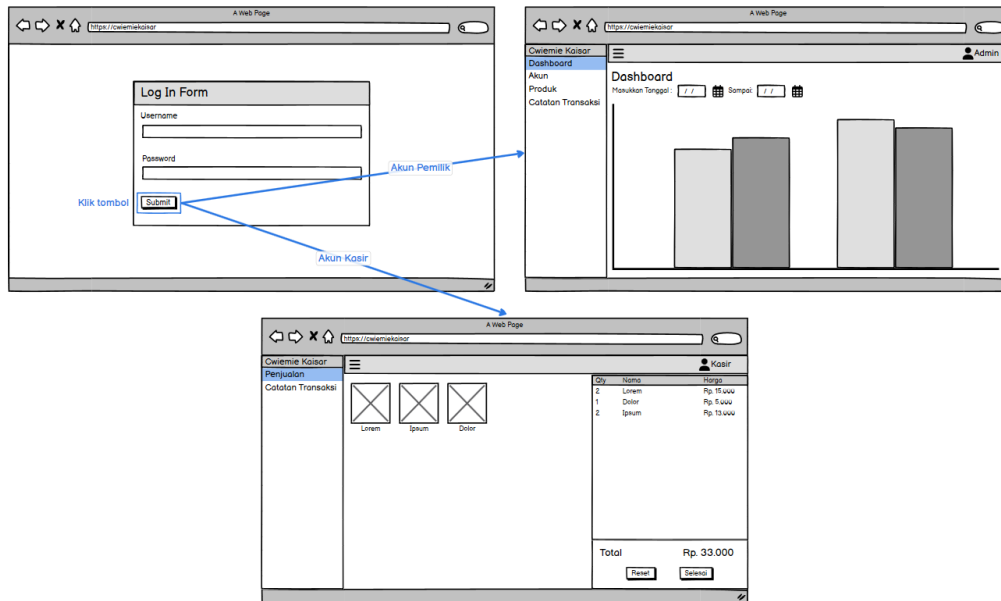 A Web Page
https://cwiemiekaisar
Log In Form
Username
Password
Klik tombol
Submit
Akun Pemilik
Akun Kasir
A Web Page
https://cwiemiekaisar
Cwiemie Kaisar
Admin
Dashboard
Akun
Produk
Catatan Transaksi
Dashboard
Masukkan Tanggal : / / Sampai: / /
A Web Page
https://cwiemiekaisar
Cwiemie Kaisar
Kasir
Penjualan
Catatan Transaksi
Lorem Ipsum Dolor
Qty Nama Harga
2 Lorem Rp. 15.000
1 Dolor Rp. 5.000
2 Ipsum Rp. 13.000
Total Rp. 33.000
Reset Selesai